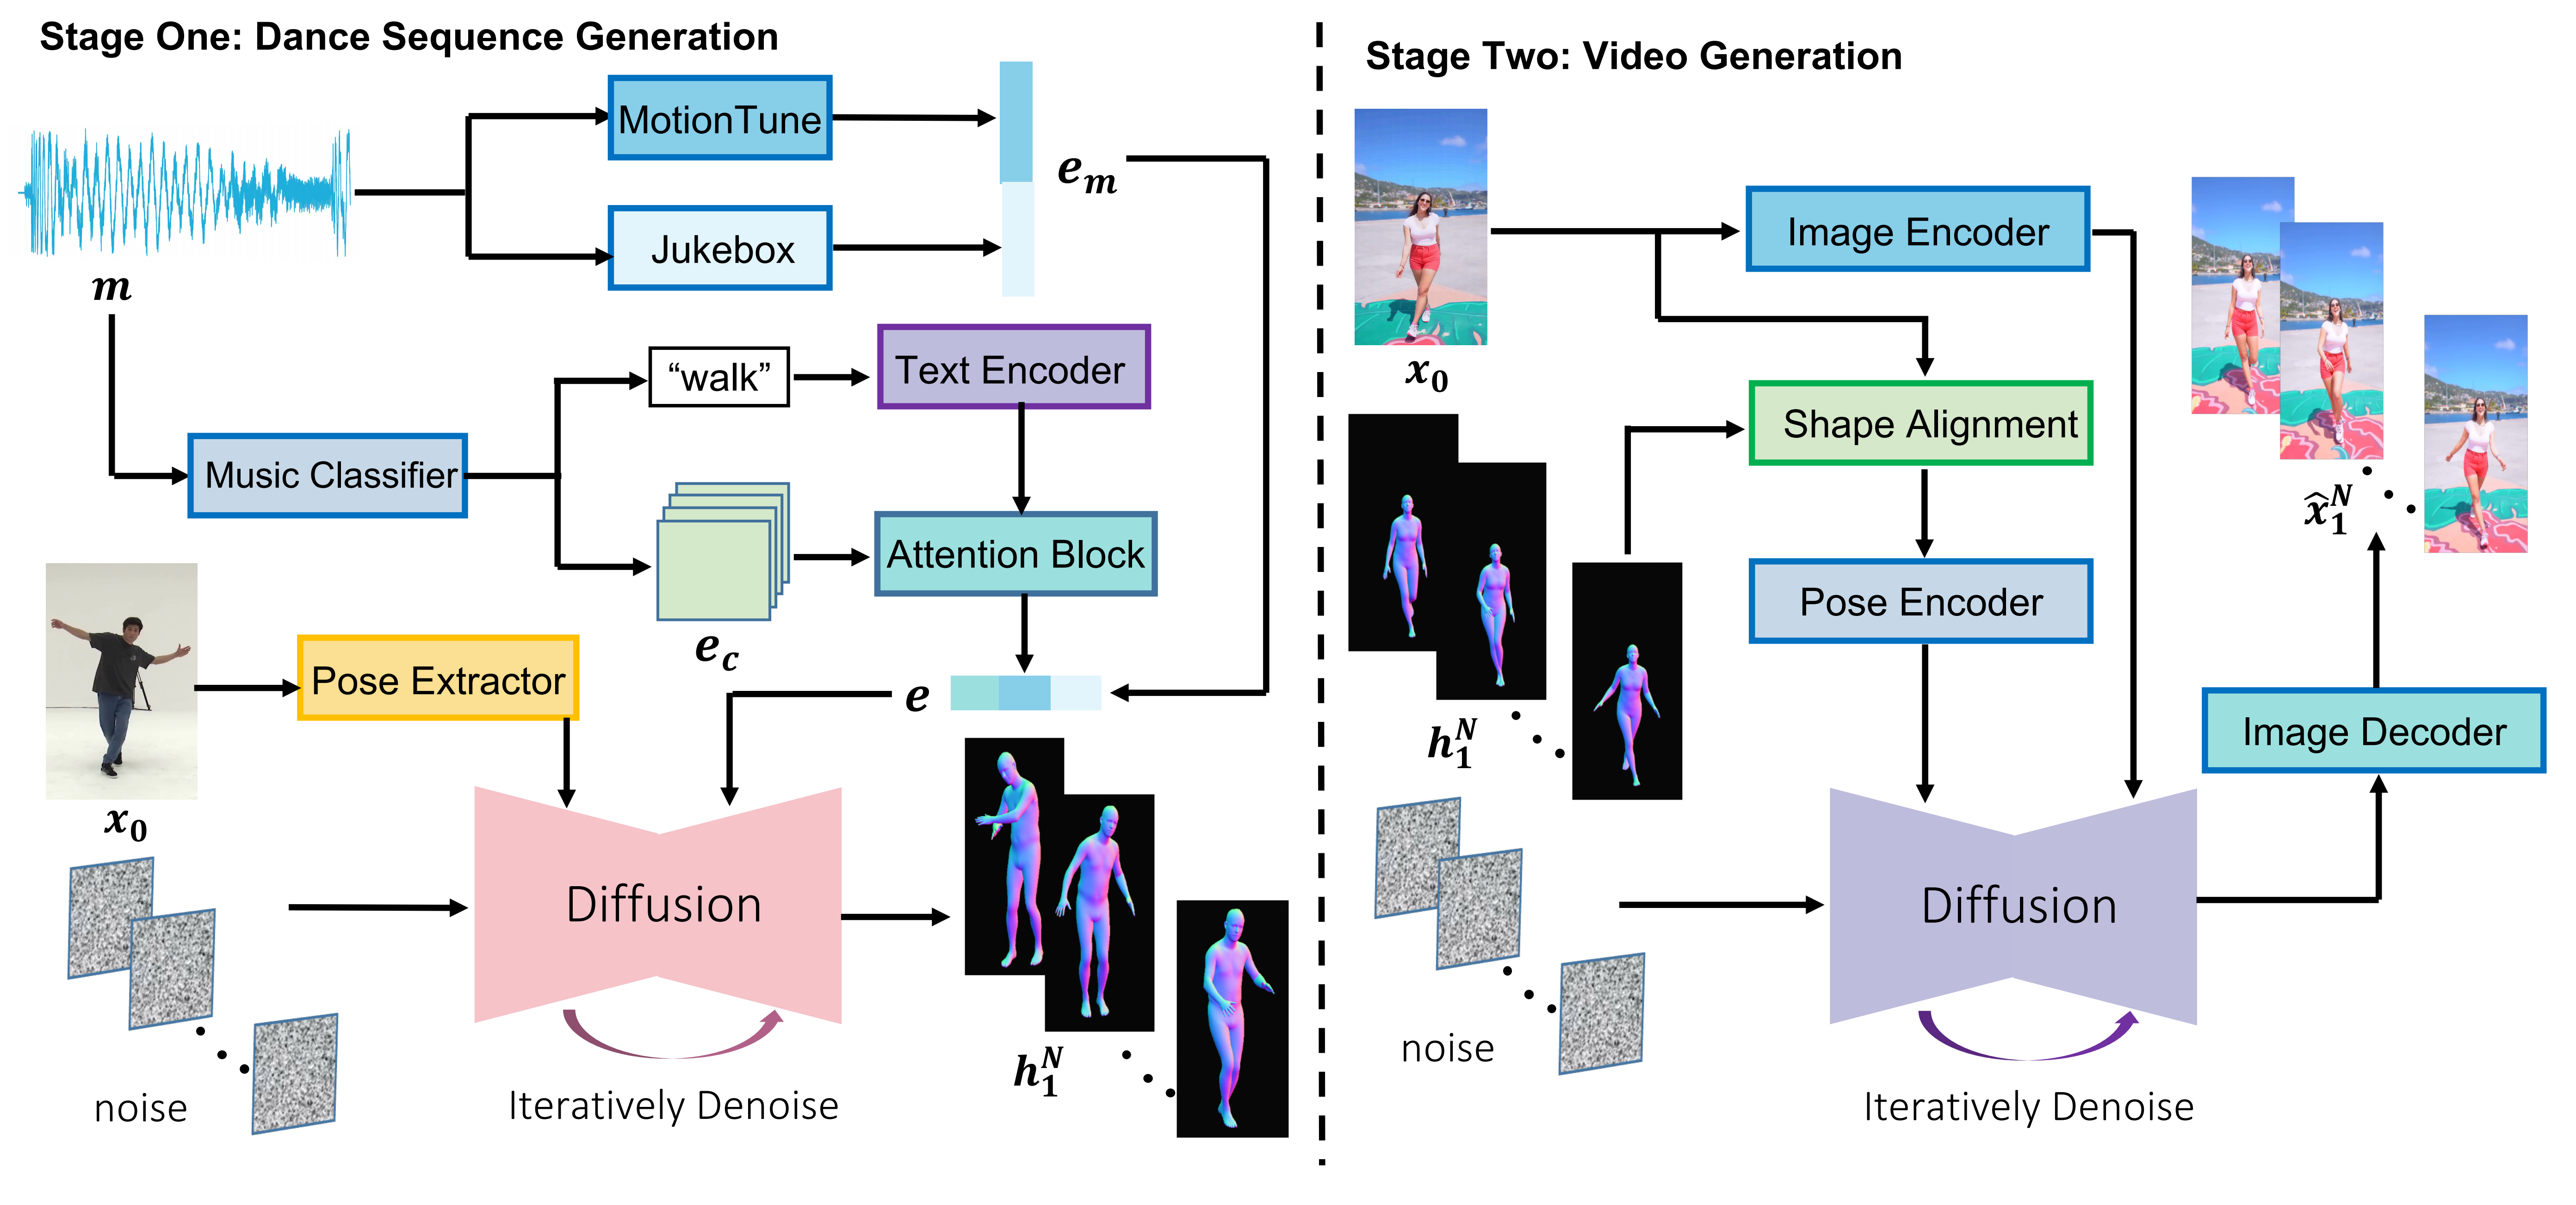 Stage One: Dance Sequence Generation
MotionTune
Jukebox
e_m
m
"walk"
Text Encoder
Music Classifier
Attention Block
e_c
Pose Extractor
e
x_0
Diffusion
noise
Iteratively Denoise
h_1^N
Stage Two: Video Generation
Image Encoder
x_0
Shape Alignment
x̂_1^N
Pose Encoder
h_1^N
Image Decoder
Diffusion
noise
Iteratively Denoise